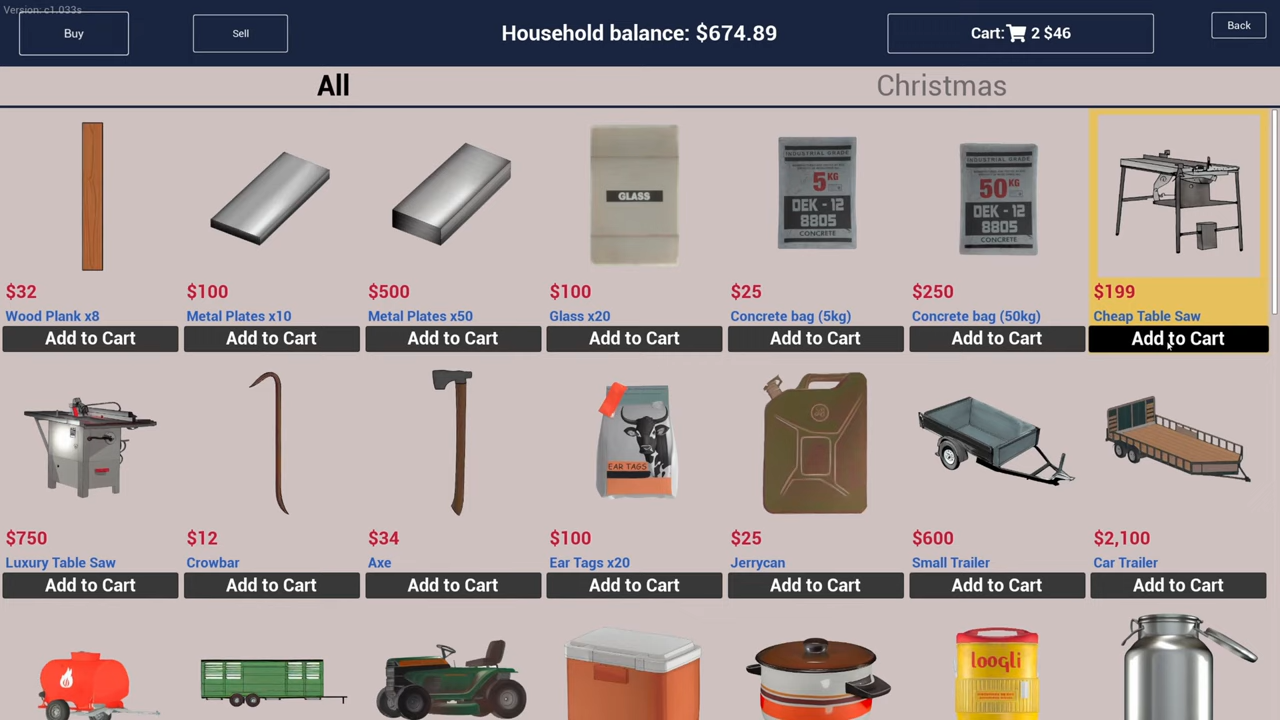 Version: c1.033s
Buy
Sell
Household balance: $674.89
Cart: 2 $46
Back
All
Christmas
GLASS
INDUSTRIAL GRADE
5 KG
DEK - 12
8805
CONCRETE
INDUSTRIAL GRADE
50 KG
DEK - 12
8805
CONCRETE
$32
$100
$500
$100
$25
$250
$199
Wood Plank x8
Metal Plates x10
Metal Plates x50
Glass x20
Concrete bag (5kg)
Concrete bag (50kg)
Cheap Table Saw
Add to Cart
Add to Cart
Add to Cart
Add to Cart
Add to Cart
Add to Cart
Add to Cart
EAR TAGS
$750
$12
$34
$100
$25
$600
$2,100
Luxury Table Saw
Crowbar
Axe
Ear Tags x20
Jerrycan
Small Trailer
Car Trailer
Add to Cart
Add to Cart
Add to Cart
Add to Cart
Add to Cart
Add to Cart
Add to Cart
loogli